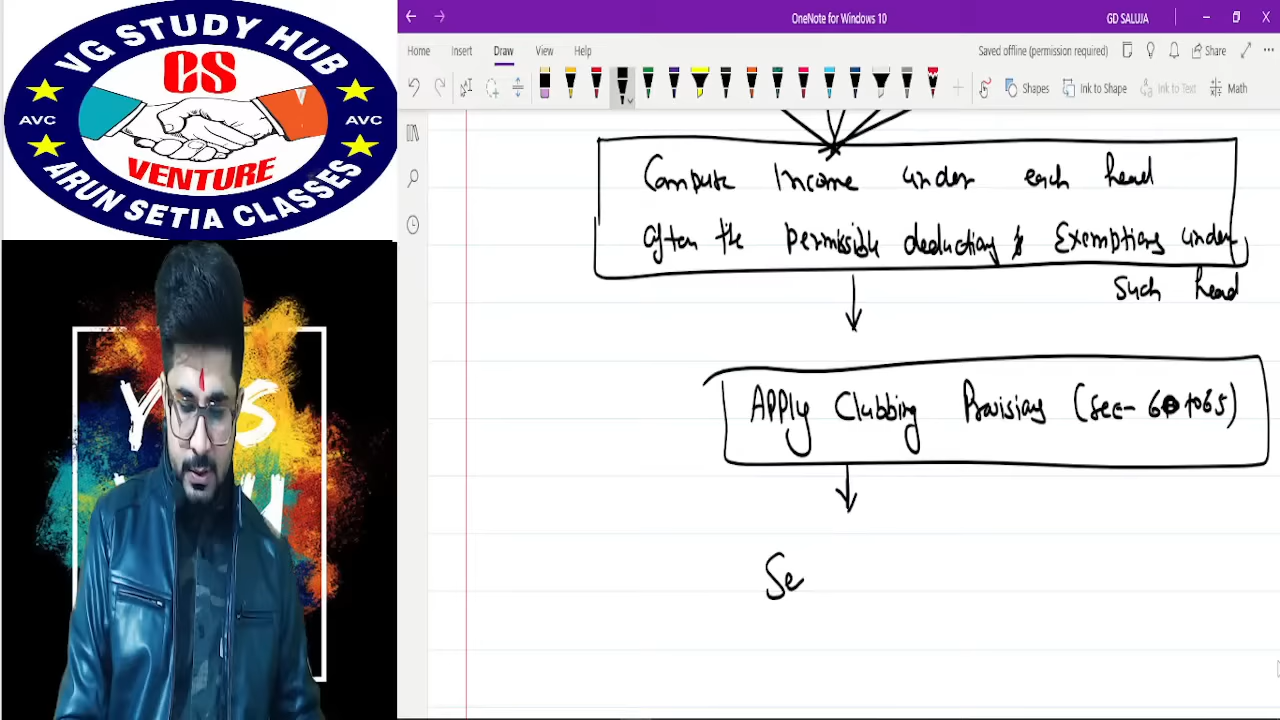 VG STUDY HUB
CS
AVC
AVC
VENTURE
ARUN SETIA CLASSES
OneNote for Windows 10
GD SALUJA
Home Insert Draw View Help
Saved offline (permission required)
Share
Shapes
Ink to Shape
Ink to Text
Math
Compute Income under each head
after the permissible deductions & Exemptions under
such head
Apply Clubbing Provisions (Sec- 60 to 65)
Se